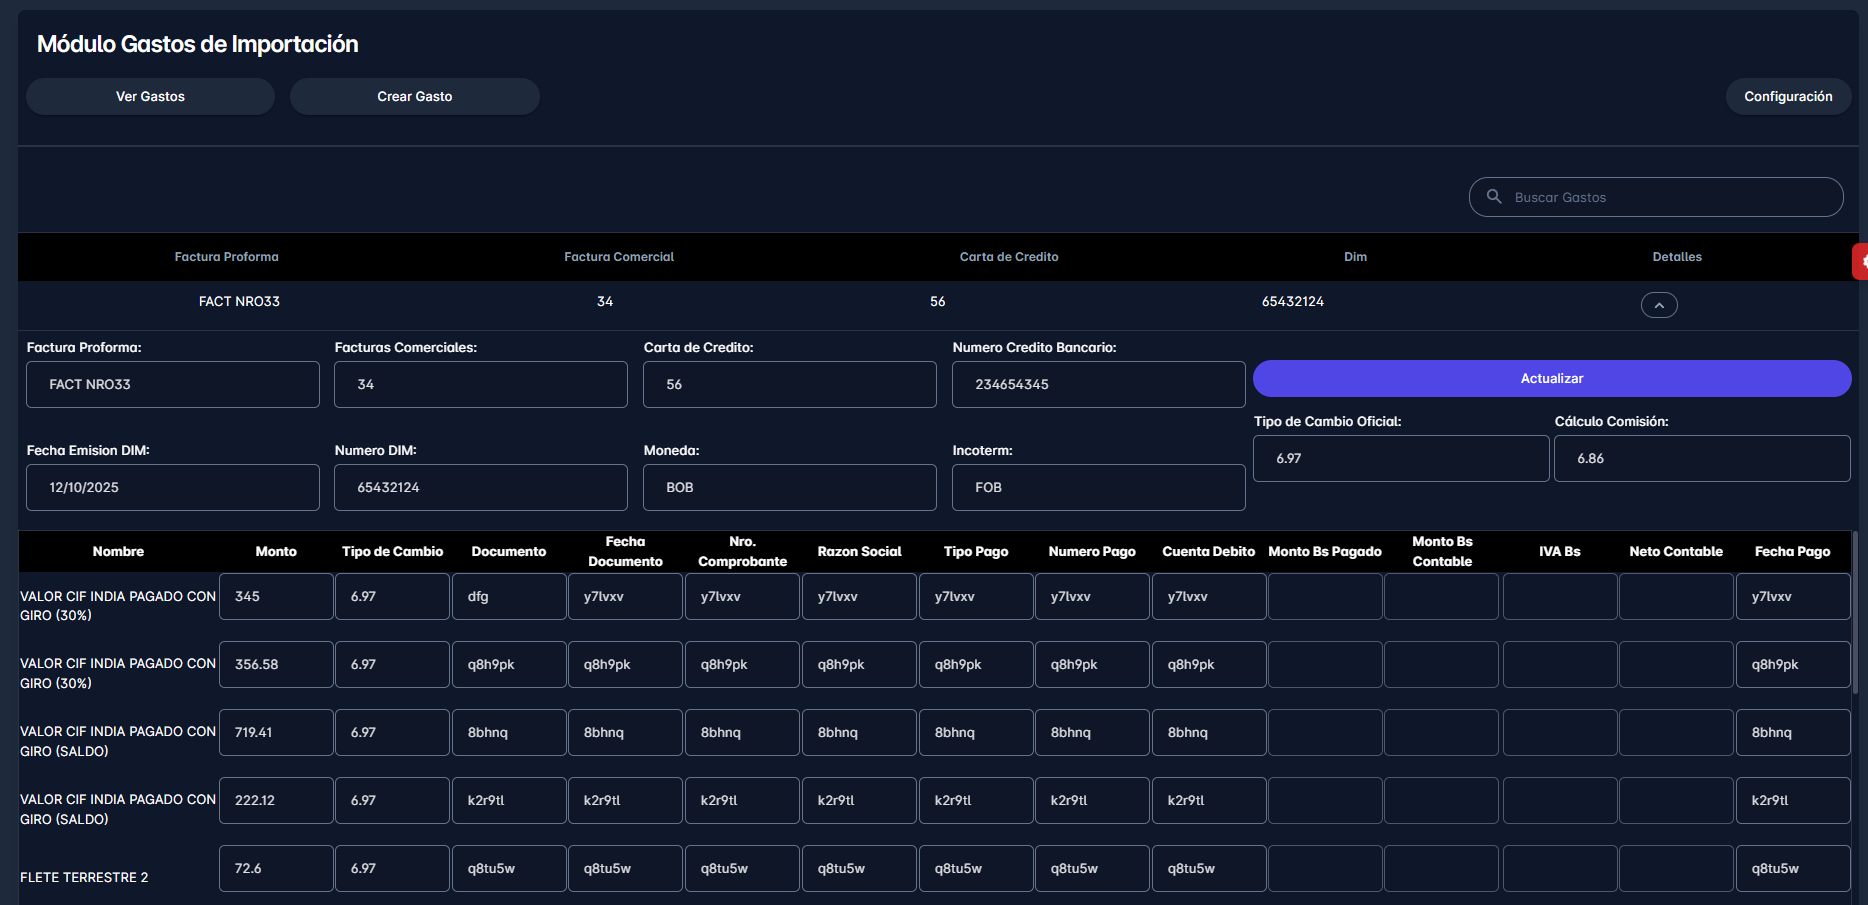 Módulo Gastos de Importación
Ver Gastos
Crear Gasto
Configuración
Buscar Gastos
Factura Proforma Factura Comercial Carta de Credito Dim Detalles
FACT NRO33 34 56 65432124
Factura Proforma: Facturas Comerciales: Carta de Credito: Numero Credito Bancario:
FACT NRO33 34 56 234654345
Actualizar
Tipo de Cambio Oficial: Cálculo Comisión:
6.97 6.86
Fecha Emision DIM: Numero DIM: Moneda: Incoterm:
12/10/2025 65432124 BOB FOB
Nombre Monto Tipo de Cambio Documento Fecha Documento Nro. Comprobante Razon Social Tipo Pago Numero Pago Cuenta Debito Monto Bs Pagado Monto Bs Contable IVA Bs Neto Contable Fecha Pago
VALOR CIF INDIA PAGADO CON GIRO (30%) 345 6.97 dfg y7lvxv y7lvxv y7lvxv y7lvxv y7lvxv y7lvxv y7lvxv
VALOR CIF INDIA PAGADO CON GIRO (30%) 356.58 6.97 q8h9pk q8h9pk q8h9pk q8h9pk q8h9pk q8h9pk q8h9pk q8h9pk
VALOR CIF INDIA PAGADO CON GIRO (SALDO) 719.41 6.97 8bhnq 8bhnq 8bhnq 8bhnq 8bhnq 8bhnq 8bhnq 8bhnq
VALOR CIF INDIA PAGADO CON GIRO (SALDO) 222.12 6.97 k2r9tl k2r9tl k2r9tl k2r9tl k2r9tl k2r9tl k2r9tl k2r9tl
FLETE TERRESTRE 2 72.6 6.97 q8tu5w q8tu5w q8tu5w q8tu5w q8tu5w q8tu5w q8tu5w q8tu5w